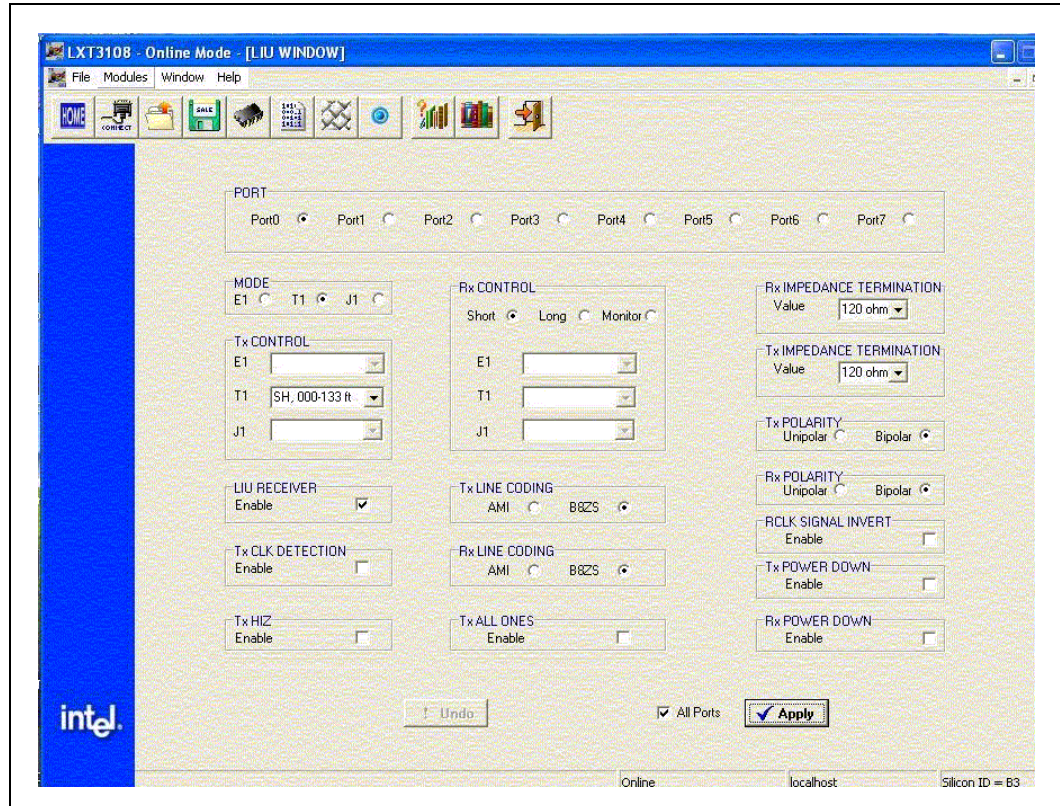 LXT3108 - Online Mode - [LIU WINDOW]
File Modules Window Help
HOME CONNECT SALE
PORT
Port0 Port1 Port2 Port3 Port4 Port5 Port6 Port7
MODE
E1 T1 J1
Tx CONTROL
E1
T1 SH, 000-133 ft
J1
Rx CONTROL
Short Long Monitor
E1
T1
J1
Rx IMPEDANCE TERMINATION
Value 120 ohm
Tx IMPEDANCE TERMINATION
Value 120 ohm
Tx POLARITY
Unipolar Bipolar
Rx POLARITY
Unipolar Bipolar
LIU RECEIVER
Enable
Tx LINE CODING
AMI B8ZS
RCLK SIGNAL INVERT
Enable
Tx CLK DETECTION
Enable
Rx LINE CODING
AMI B8ZS
Tx POWER DOWN
Enable
Tx HIZ
Enable
Tx ALL ONES
Enable
Rx POWER DOWN
Enable
intel.
! Undo All Ports Apply
Online localhost Silicon ID = B3